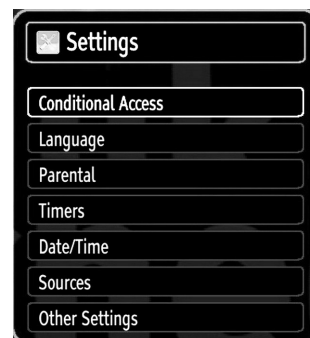 Settings
Conditional Access
Language
Parental
Timers
Date/Time
Sources
Other Settings